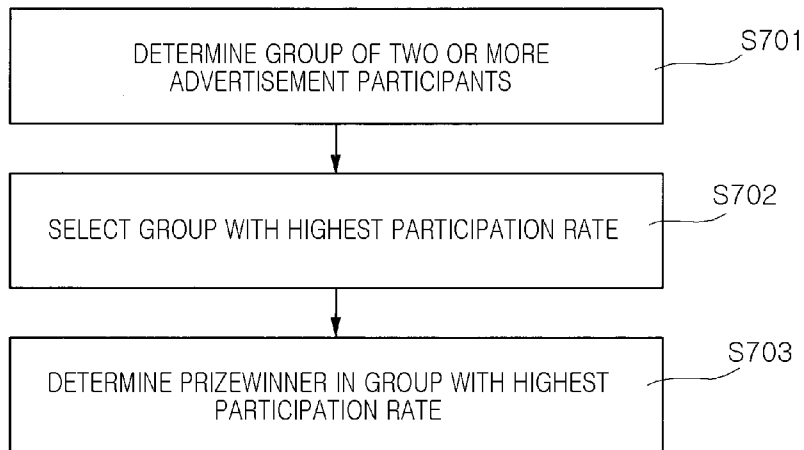 DETERMINE GROUP OF TWO OR MORE
ADVERTISEMENT PARTICIPANTS
S701
SELECT GROUP WITH HIGHEST PARTICIPATION RATE
S702
DETERMINE PRIZEWINNER IN GROUP WITH HIGHEST
PARTICIPATION RATE
S703